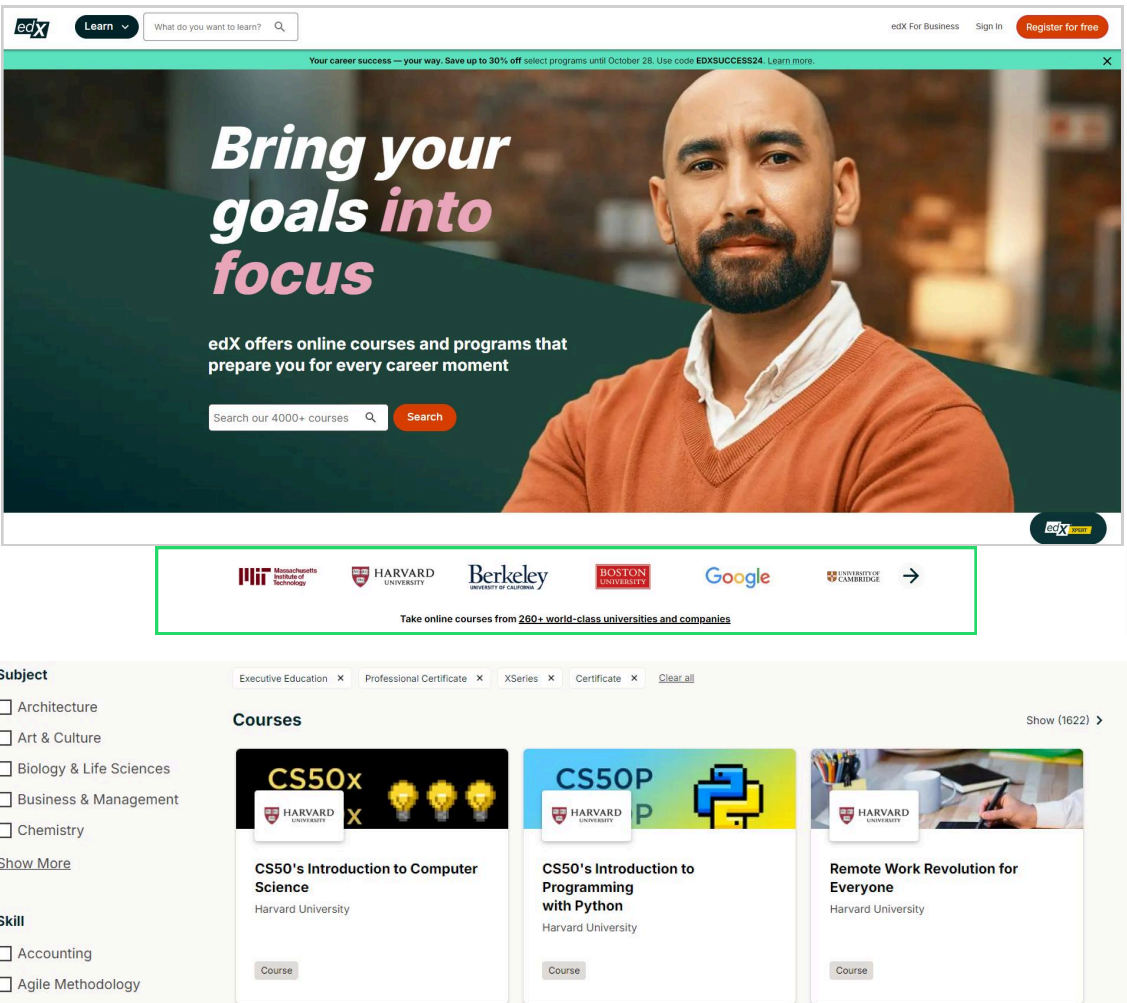 edX
Learn
What do you want to learn?
edX For Business
Sign In
Register for free
Your career success — your way. Save up to 30% off select programs until October 28. Use code EDXSUCCESS24. Learn more.
Bring your
goals into
focus
edX offers online courses and programs that
prepare you for every career moment
Search our 4000+ courses
Search
edX XPERT
Massachusetts
Institute of
Technology
HARVARD
UNIVERSITY
Berkeley
UNIVERSITY OF CALIFORNIA
BOSTON
UNIVERSITY
Google
UNIVERSITY OF
CAMBRIDGE
Take online courses from 260+ world-class universities and companies
Subject
Architecture
Art & Culture
Biology & Life Sciences
Business & Management
Chemistry
Show More
Skill
Accounting
Agile Methodology
Executive Education
Professional Certificate
XSeries
Certificate
Clear all
Courses
Show (1622)
CS50x
X
HARVARD
UNIVERSITY
CS50's Introduction to Computer
Science
Harvard University
Course
CS50P
P
HARVARD
UNIVERSITY
CS50's Introduction to
Programming
with Python
Harvard University
Course
HARVARD
UNIVERSITY
Remote Work Revolution for
Everyone
Harvard University
Course